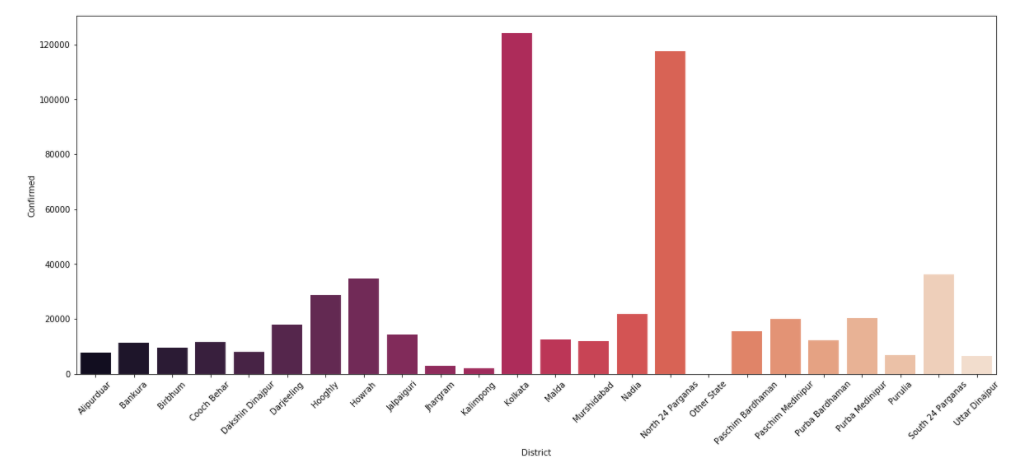 120000
100000
80000
60000
40000
20000
0
Confirmed
Alipurduar
Bankura
Birbhum
Cooch Behar
Dakshin Dinajpur
Darjeeling
Hooghly
Howrah
Jalpaiguri
Jhargram
Kalimpong
Kolkata
Malda
Murshidabad
Nadia
North 24 Parganas
Other State
Paschim Bardhaman
Paschim Medinipur
Purba Bardhaman
Purba Medinipur
Purulia
South 24 Parganas
Uttar Dinajpur
District